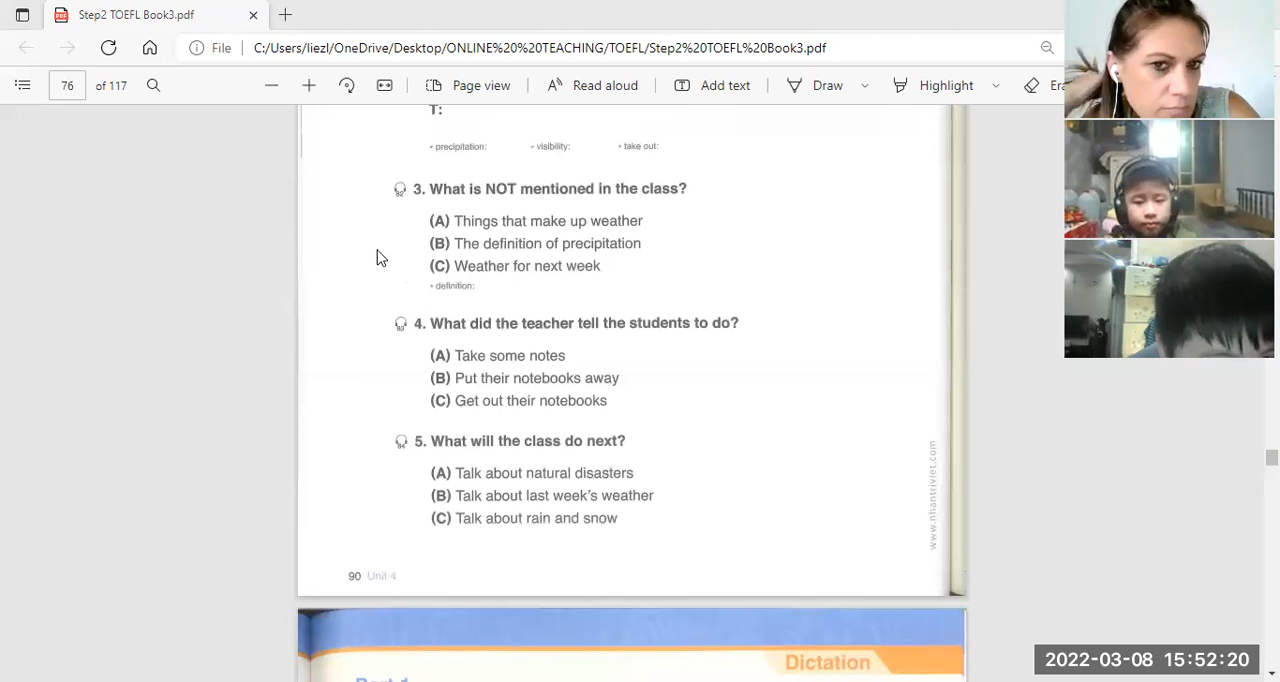 Step2 TOEFL Book3.pdf
File C:/Users/liezl/OneDrive/Desktop/ONLINE%20%20TEACHING/TOEFL/Step2%20TOEFL%20Book3.pdf
76 of 117 Page view Read aloud Add text Draw Highlight Era
T:
• precipitation: • visibility: • take out:
3. What is NOT mentioned in the class?
(A) Things that make up weather
(B) The definition of precipitation
(C) Weather for next week
• definition:
4. What did the teacher tell the students to do?
(A) Take some notes
(B) Put their notebooks away
(C) Get out their notebooks
5. What will the class do next?
(A) Talk about natural disasters
(B) Talk about last week's weather
(C) Talk about rain and snow
www.nhantriviet.com
90 Unit 4
Dictation
Part 1
2022-03-08 15:52:20